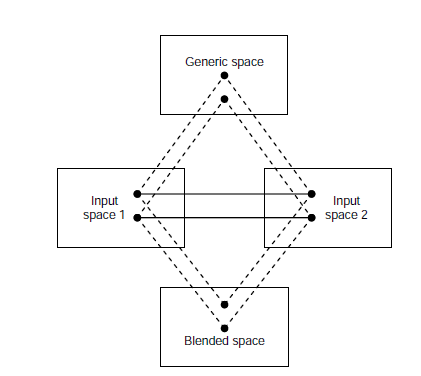 Generic space
Input
space 1
Input
space 2
Blended space